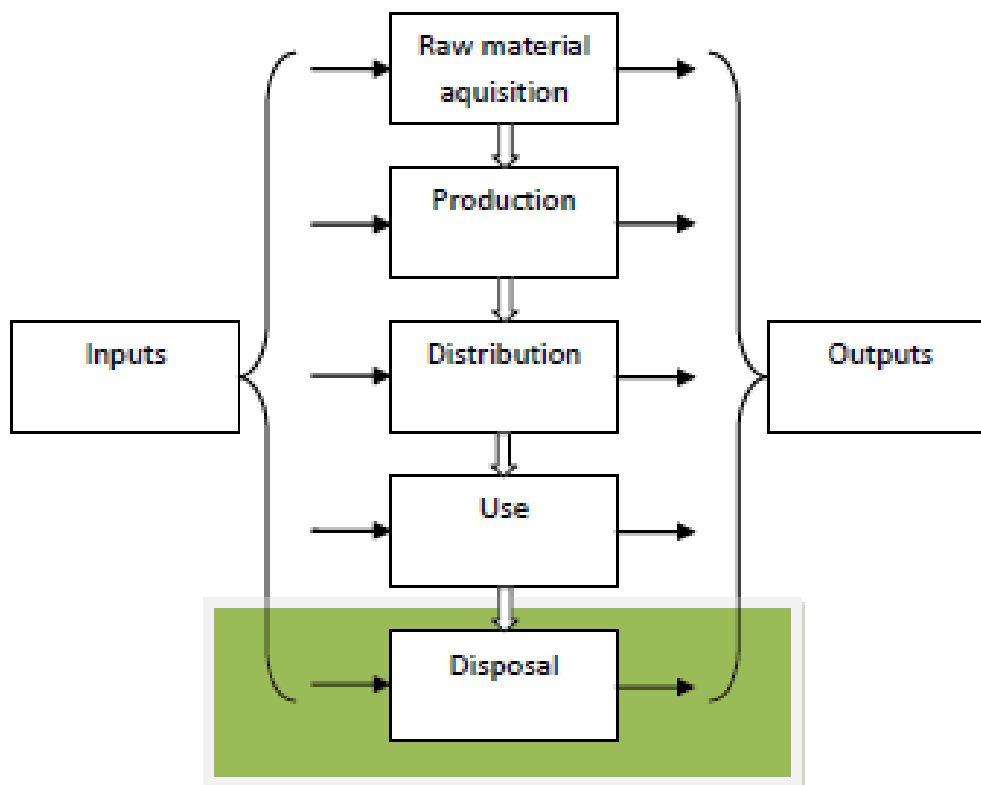 Raw material
aquisition
Production
Inputs
Distribution
Outputs
Use
Disposal